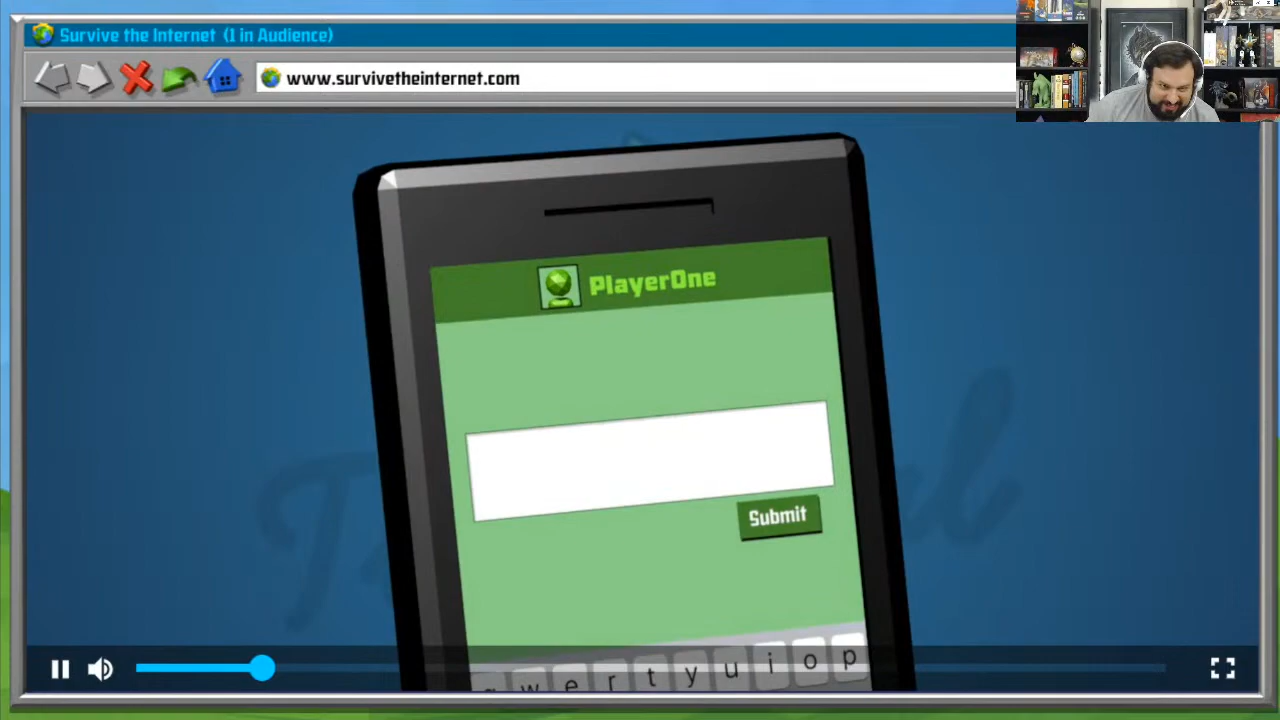 Survive the Internet (1 in Audience)
www.survivetheinternet.com
PlayerOne
Submit
w e r t y u i o p